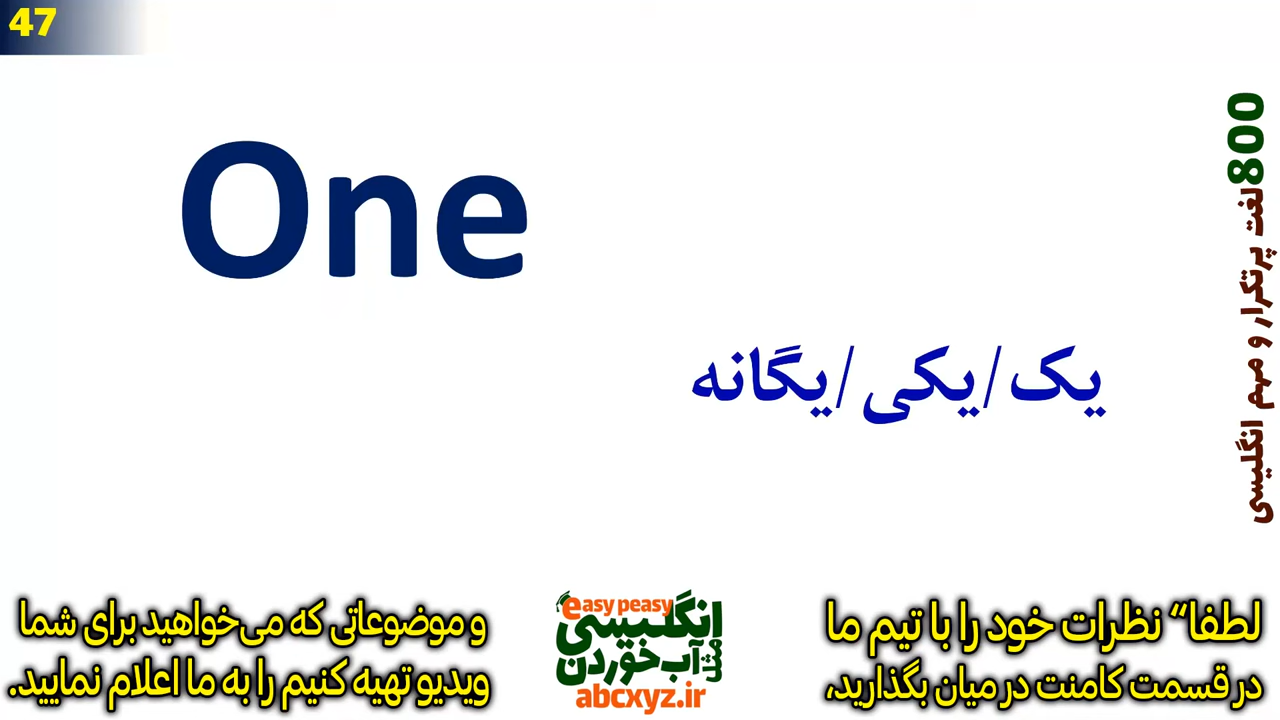 47
One
یک/یکی/یگانه
800 لغت پرتکرار و مهم انگلیسی
لطفا“ نظرات خود را با تیم ما
در قسمت کامنت در میان بگذارید،
و موضوعاتی که می‌خواهید برای شما
ویدیو تهیه کنیم را به ما اعلام نمایید.
easy peasy
انگلیسی
مثل آب خوردن
abcxyz.ir